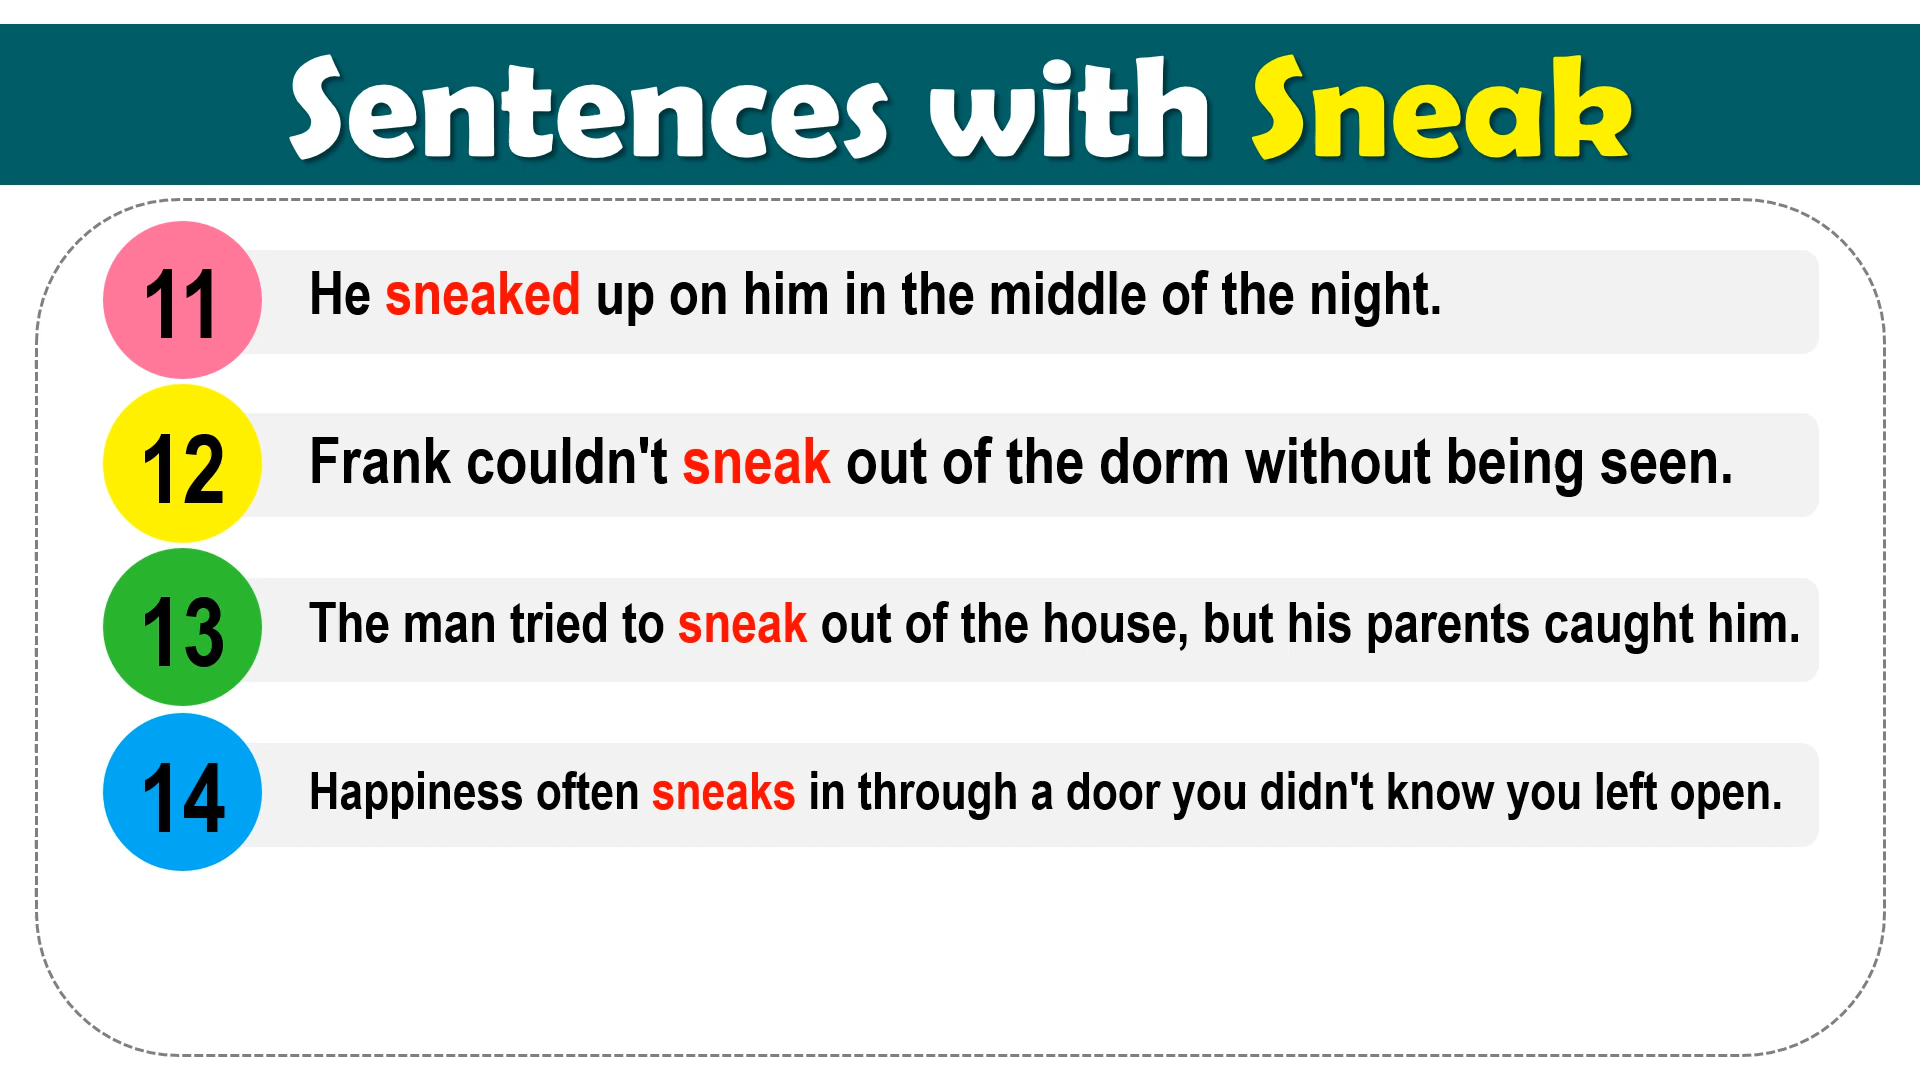 Sentences with Sneak
11 He sneaked up on him in the middle of the night.
12 Frank couldn't sneak out of the dorm without being seen.
13 The man tried to sneak out of the house, but his parents caught him.
14 Happiness often sneaks in through a door you didn't know you left open.